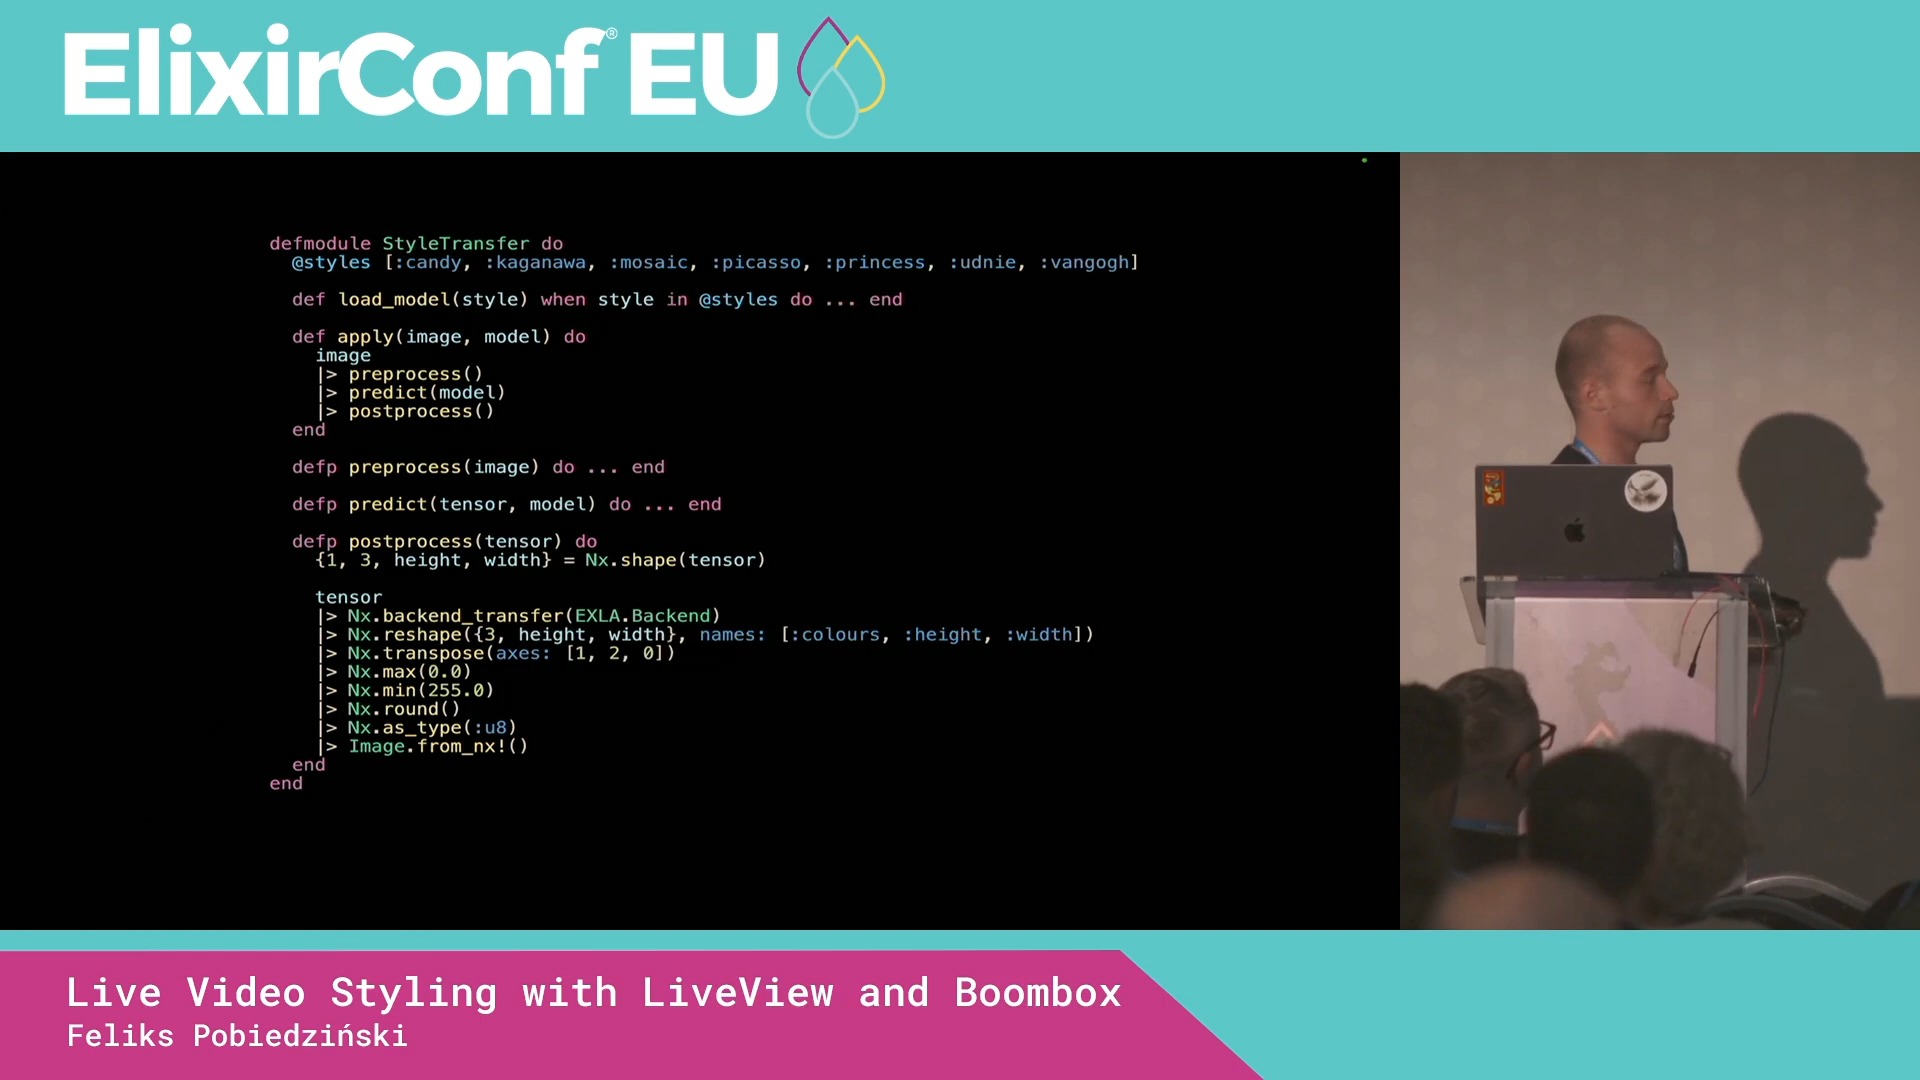 ElixirConf® EU
defmodule StyleTransfer do
@styles [:candy, :kaganawa, :mosaic, :picasso, :princess, :udnie, :vangogh]
def load_model(style) when style in @styles do ... end
def apply(image, model) do
image
|> preprocess()
|> predict(model)
|> postprocess()
end
defp preprocess(image) do ... end
defp predict(tensor, model) do ... end
defp postprocess(tensor) do
{1, 3, height, width} = Nx.shape(tensor)
tensor
|> Nx.backend_transfer(EXLA.Backend)
|> Nx.reshape({3, height, width}, names: [:colours, :height, :width])
|> Nx.transpose(axes: [1, 2, 0])
|> Nx.max(0.0)
|> Nx.min(255.0)
|> Nx.round()
|> Nx.as_type(:u8)
|> Image.from_nx!()
end
end
Live Video Styling with LiveView and Boombox
Feliks Pobiedziński